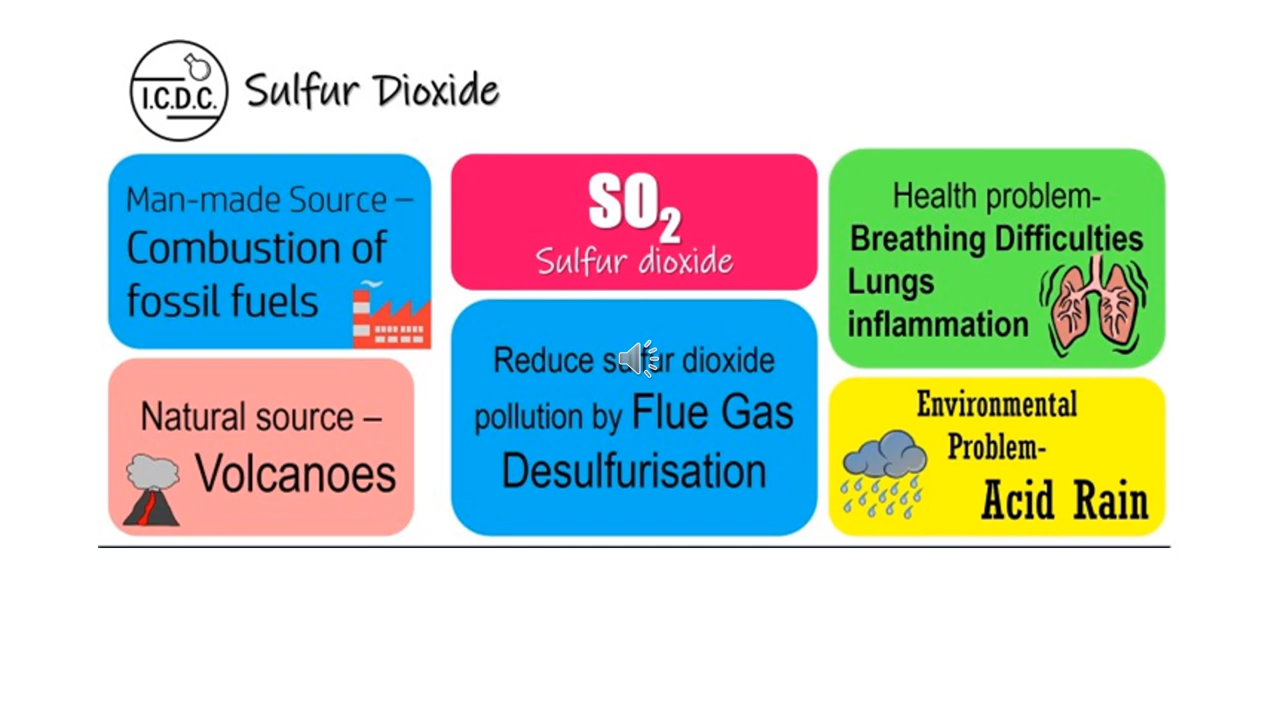 I.C.D.C.
Sulfur Dioxide
Man-made Source –
Combustion of
fossil fuels
Natural source –
Volcanoes
SO₂
Sulfur dioxide
Reduce sulfur dioxide
pollution by Flue Gas
Desulfurisation
Health problem-
Breathing Difficulties
Lungs
inflammation
Environmental
Problem-
Acid Rain